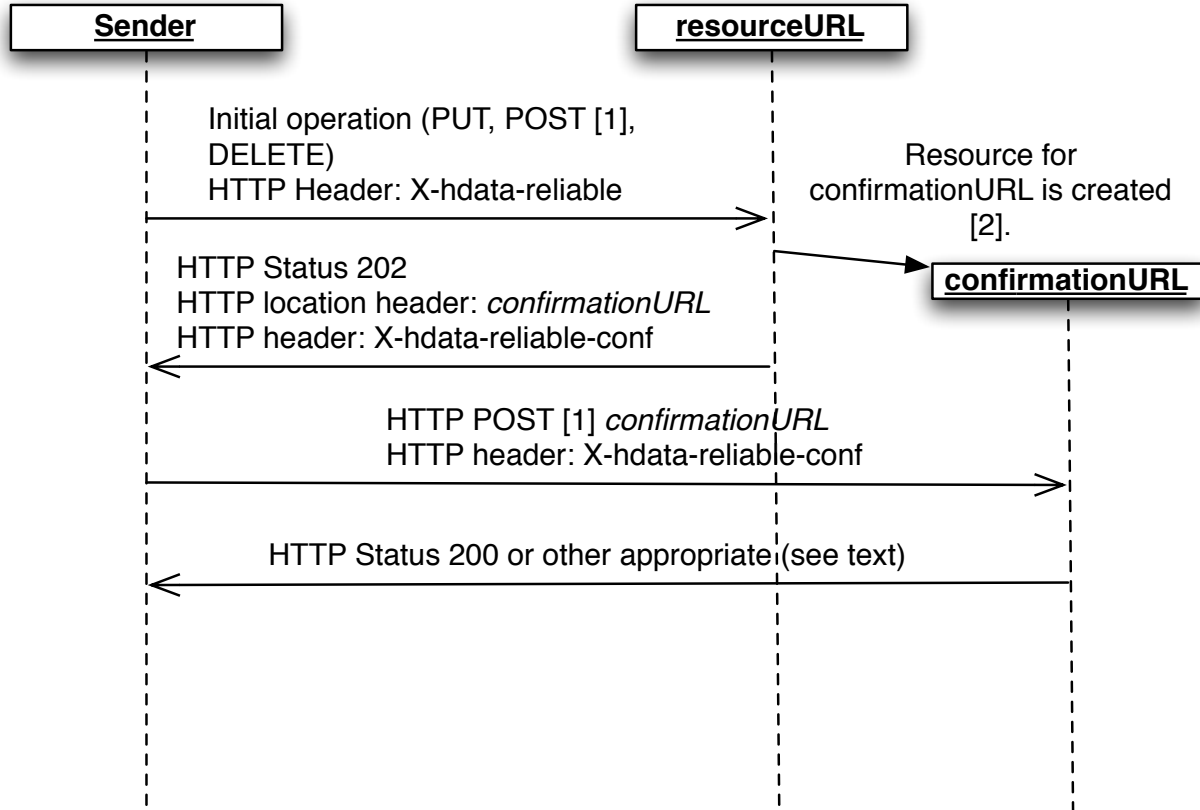 Sender
resourceURL
Initial operation (PUT, POST [1],
DELETE)
HTTP Header: X-hdata-reliable
Resource for
confirmationURL is created
[2].
confirmationURL
HTTP Status 202
HTTP location header: confirmationURL
HTTP header: X-hdata-reliable-conf
HTTP POST [1] confirmationURL
HTTP header: X-hdata-reliable-conf
HTTP Status 200 or other appropriate (see text)